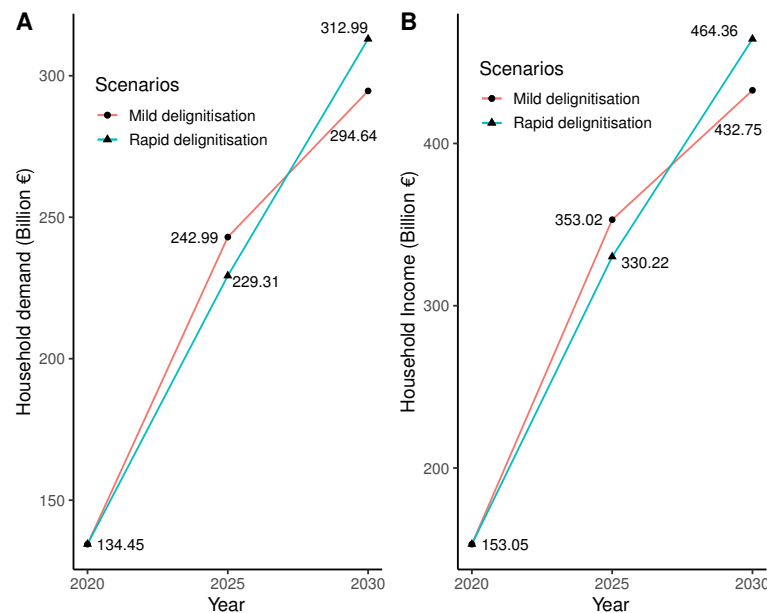 A
Household demand (Billion €)
300
250
200
150
Scenarios
Mild delignitisation
Rapid delignitisation
312.99
294.64
242.99
229.31
134.45
2020
2025
2030
Year
B
Household Income (Billion €)
400
300
200
Scenarios
Mild delignitisation
Rapid delignitisation
464.36
432.75
353.02
330.22
153.05
2020
2025
2030
Year